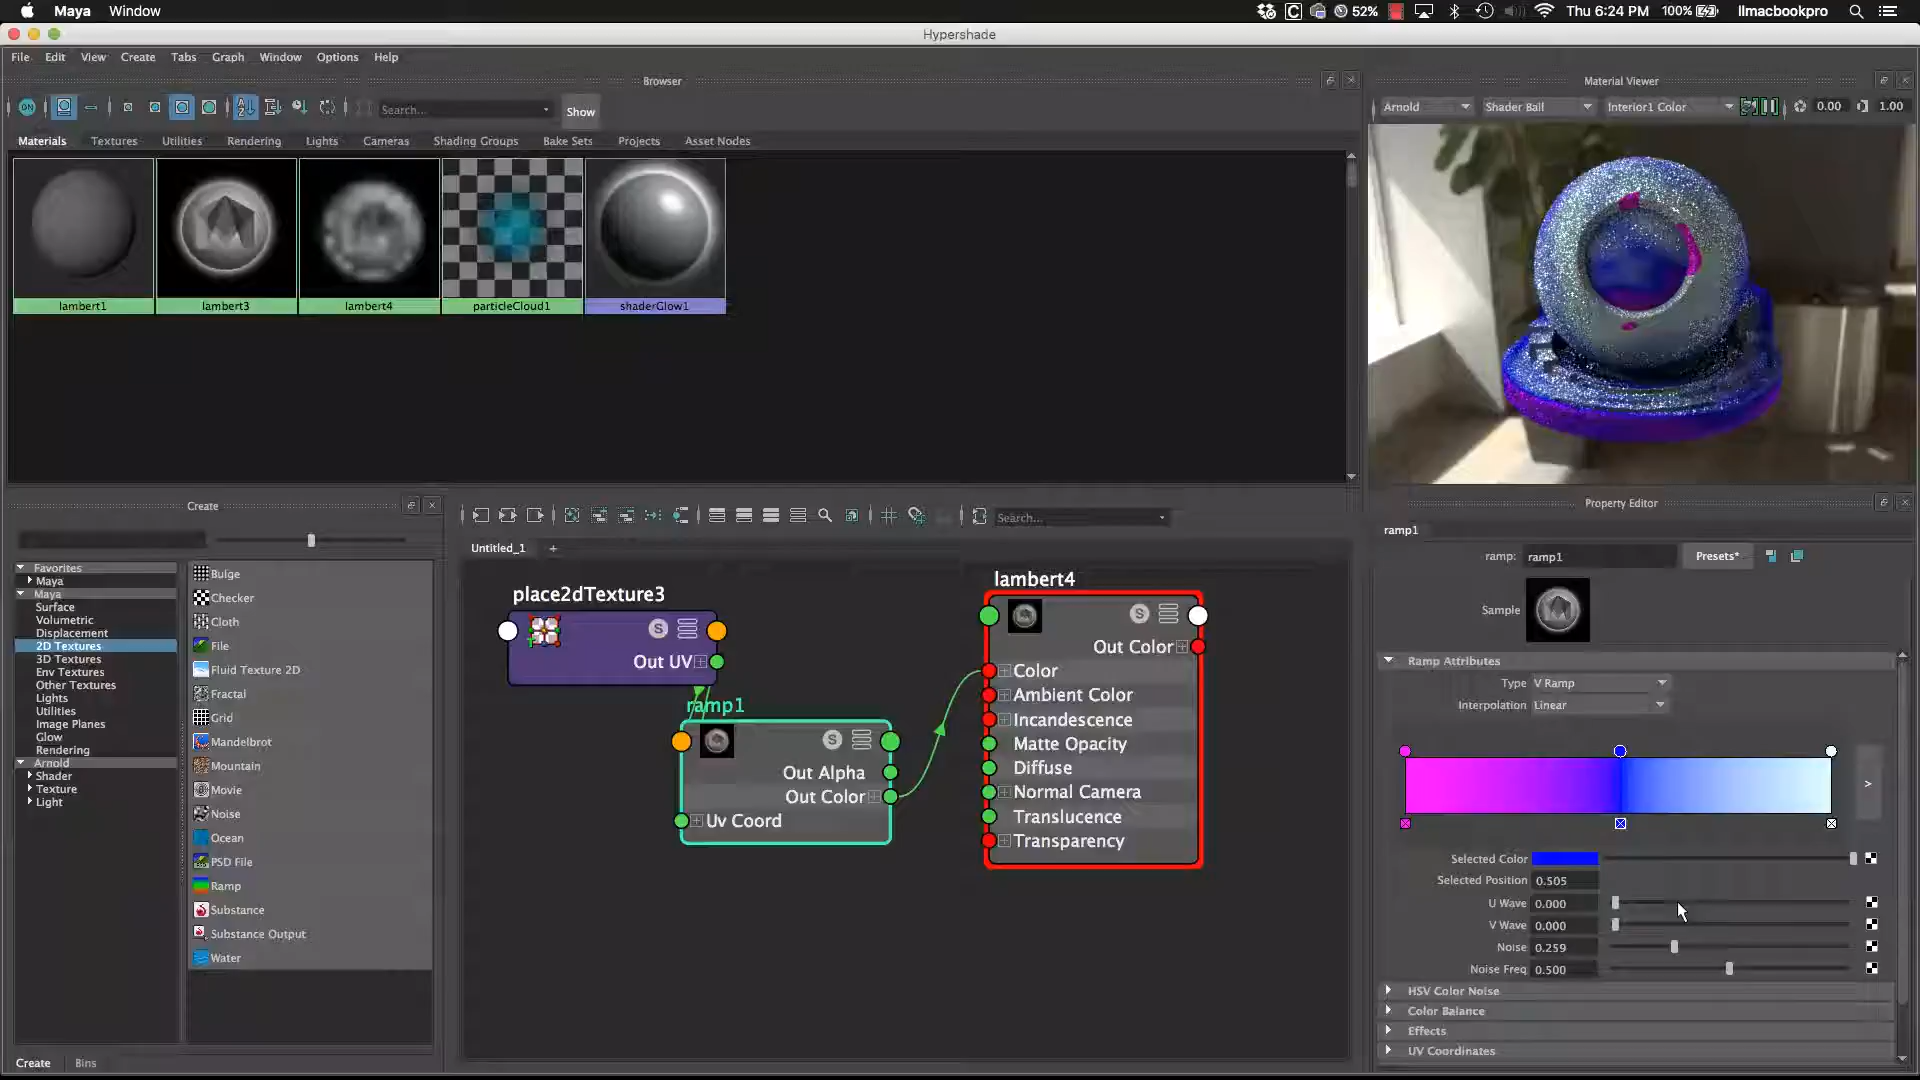 Maya Window 52% Thu 6:24 PM 100% llmacbookpro
Hypershade
File Edit View Create Tabs Graph Window Options Help
Browser
ON Search... Show
Materials Textures Utilities Rendering Lights Cameras Shading Groups Bake Sets Projects Asset Nodes
lambert1 lambert3 lambert4 particleCloud1 shaderGlow1
Material Viewer
Arnold Shader Ball Interior1 Color 0.00 1.00
Create
Favorites
Maya
Maya
Surface
Volumetric
Displacement
2D Textures
3D Textures
Env Textures
Other Textures
Lights
Utilities
Image Planes
Glow
Rendering
Arnold
Shader
Texture
Light
Bulge
Checker
Cloth
File
Fluid Texture 2D
Fractal
Grid
Mandelbrot
Mountain
Movie
Noise
Ocean
PSD File
Ramp
Substance
Substance Output
Water
Create Bins
Search...
Untitled_1 +
place2dTexture3
S
Out UV
ramp1
S
Out Alpha
Out Color
Uv Coord
lambert4
S
Out Color
Color
Ambient Color
Incandescence
Matte Opacity
Diffuse
Normal Camera
Translucence
Transparency
Property Editor
ramp1
ramp: ramp1 Presets*
Sample
Ramp Attributes
Type V Ramp
Interpolation Linear
>
Selected Color
Selected Position 0.505
U Wave 0.000
V Wave 0.000
Noise 0.259
Noise Freq 0.500
HSV Color Noise
Color Balance
Effects
UV Coordinates